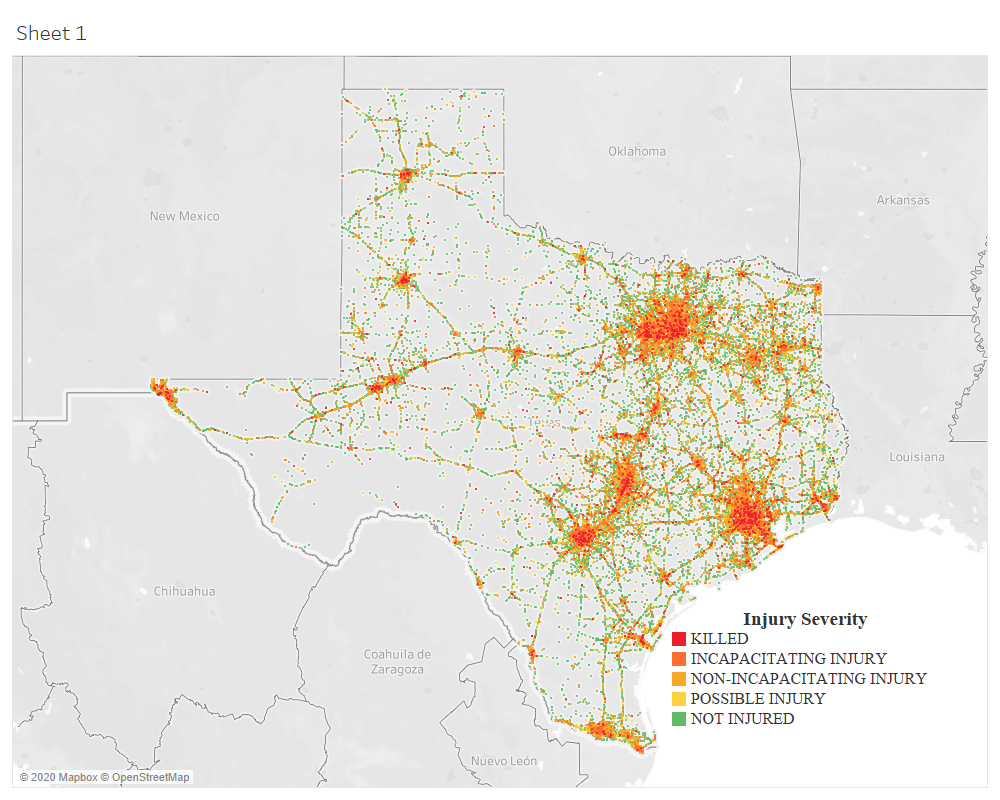 Sheet 1
Oklahoma
Arkansas
New Mexico
Texas
Louisiana
Chihuahua
Injury Severity
KILLED
INCAPACITATING INJURY
Coahuila de
Zaragoza
NON-INCAPACITATING INJURY
POSSIBLE INJURY
NOT INJURED
Nuevo León
© 2020 Mapbox © OpenStreetMap